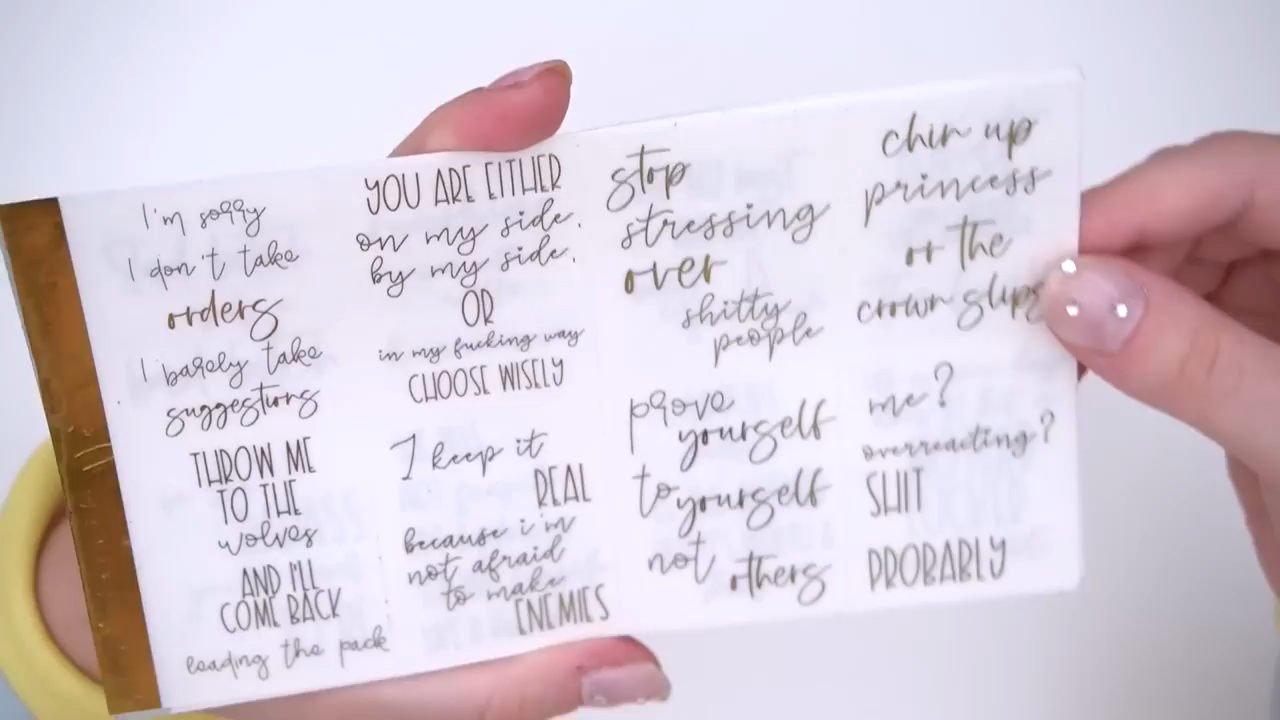 I'm sorry
I don't take
orders
I barely take
suggestions
THROW ME
TO THE
wolves
AND I'LL
COME BACK
leading the pack
YOU ARE EITHER
on my side,
by my side,
OR
in my fucking way
CHOOSE WISELY
I keep it
REAL
because i'm
not afraid
to make
ENEMIES
stop
stressing
over
shitty
people
prove
yourself
to yourself
not others
chin up
princess
or the
crown slips
me?
overreacting?
SHIT
PROBABLY